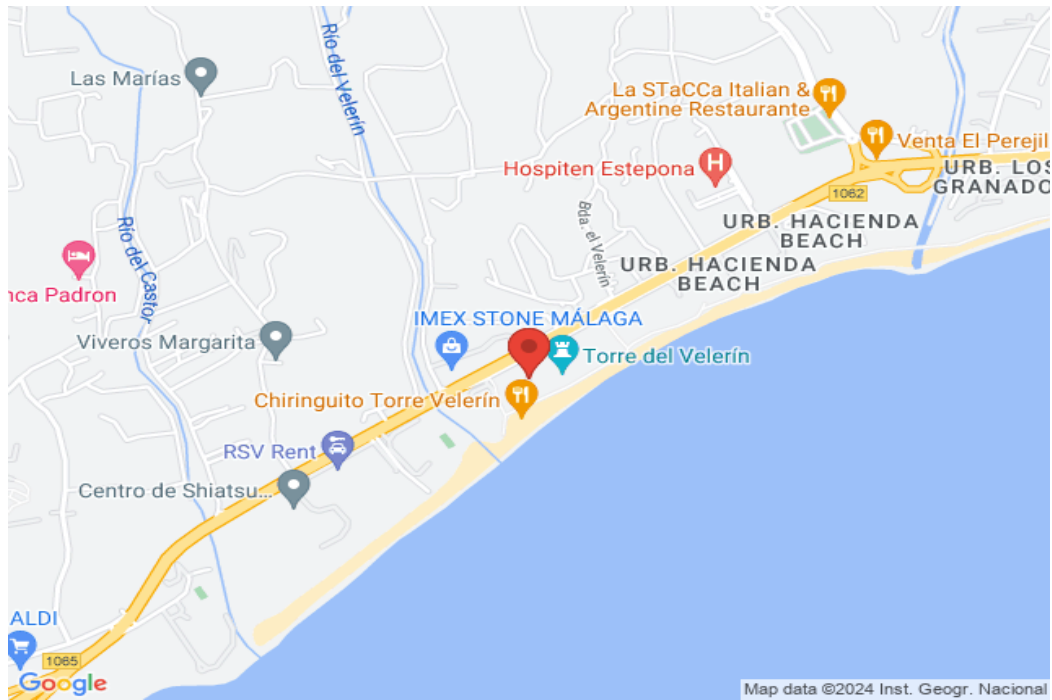 Río del Velerín
Las Marías
La STaCCa Italian &
Argentine Restaurante
Venta El Perejil
Hospiten Estepona
H
URB. LOS
GRANADO
1062
Bda. el Velerín
URB. HACIENDA
BEACH
URB. HACIENDA
BEACH
Río del Castor
nca Padron
IMEX STONE MÁLAGA
Viveros Margarita
Torre del Velerín
Chiringuito Torre Velerín
RSV Rent
Centro de Shiatsu...
ALDI
1065
Google
Map data ©2024 Inst. Geogr. Nacional